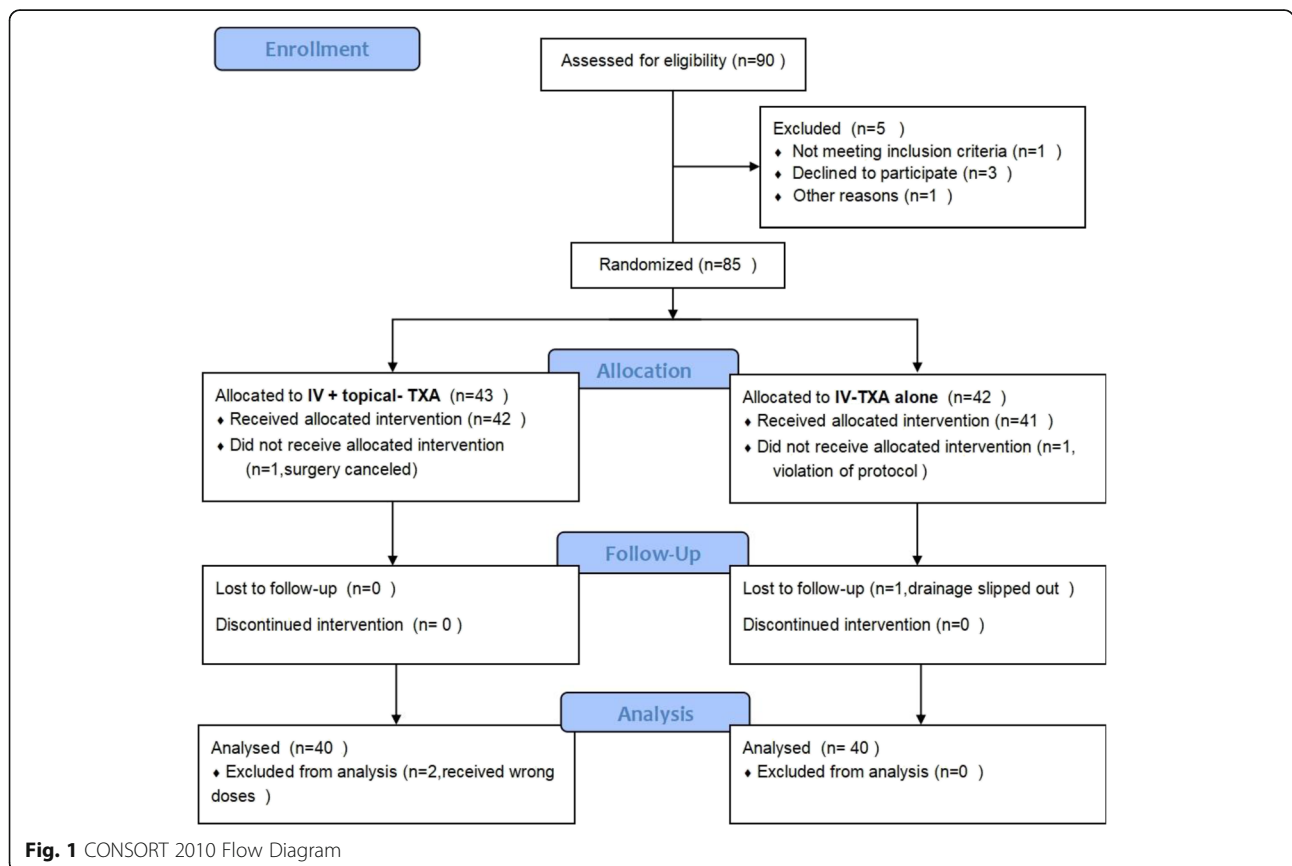 Enrollment
Assessed for eligibility (n=90)
Excluded (n=5 )
♦ Not meeting inclusion criteria (n=1 )
♦ Declined to participate (n=3 )
♦ Other reasons (n=1 )
Randomized (n=85 )
Allocation
Allocated to IV + topical- TXA (n=43 )
♦ Received allocated intervention (n=42 )
♦ Did not receive allocated intervention
(n=1,surgery canceled)
Allocated to IV-TXA alone (n=42 )
♦ Received allocated intervention (n=41 )
♦ Did not receive allocated intervention (n=1,
violation of protocol )
Follow-Up
Lost to follow-up (n=0 )
Discontinued intervention (n= 0 )
Lost to follow-up (n=1,drainage slipped out )
Discontinued intervention (n=0 )
Analysis
Analysed (n=40 )
♦ Excluded from analysis (n=2,received wrong
doses )
Analysed (n= 40 )
♦ Excluded from analysis (n=0 )
Fig. 1 CONSORT 2010 Flow Diagram